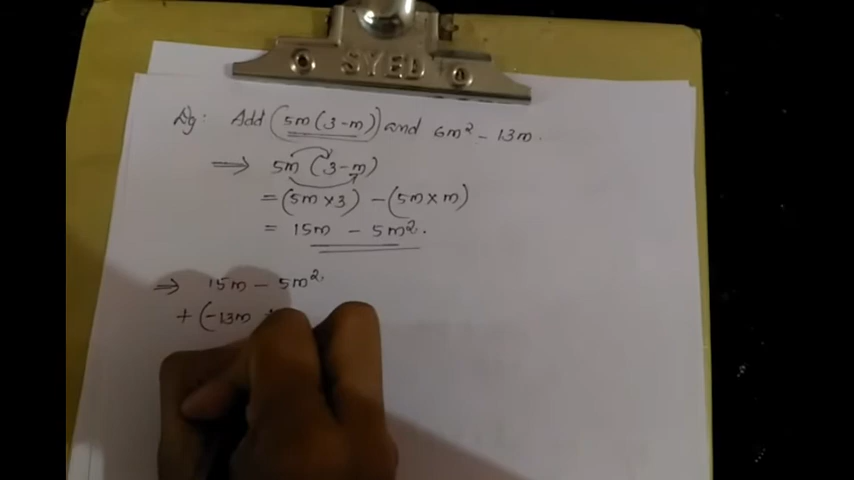 SYED
Eg: Add (5m(3-m)) and 6m² - 13m.
⇒ 5m(3-m)
= (5m×3) - (5m×m)
= 15m - 5m².
⇒ 15m - 5m².
+ (-13m +